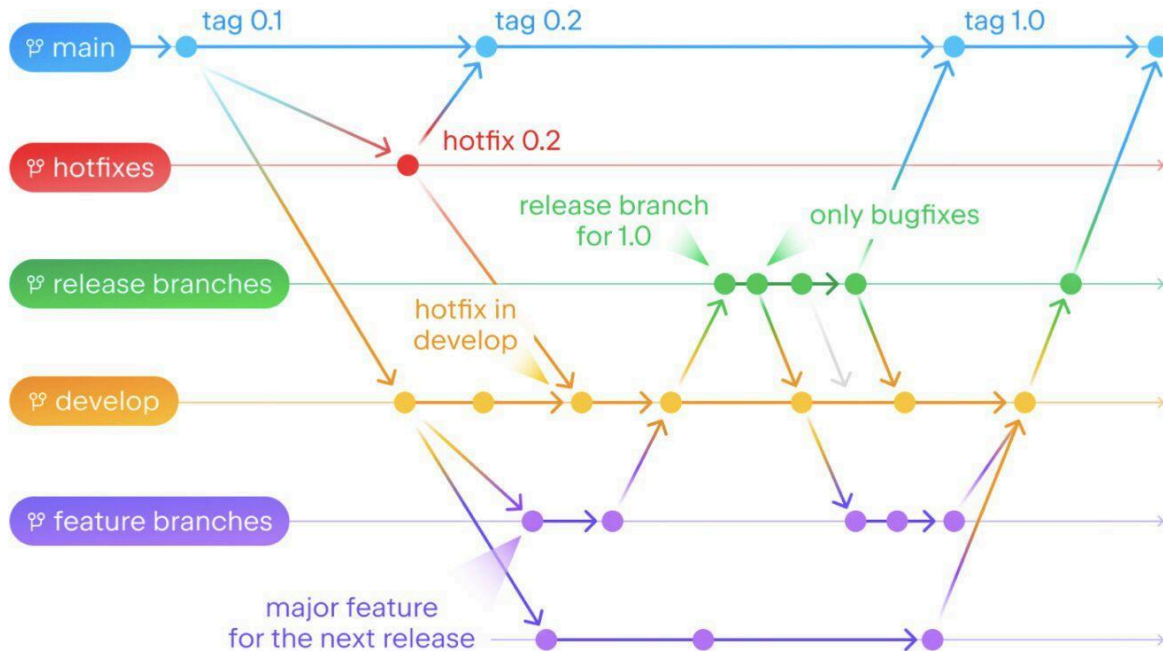 tag 0.1
tag 0.2
tag 1.0
main
hotfix 0.2
hotfixes
release branch
for 1.0
only bugfixes
release branches
hotfix in
develop
develop
feature branches
major feature
for the next release